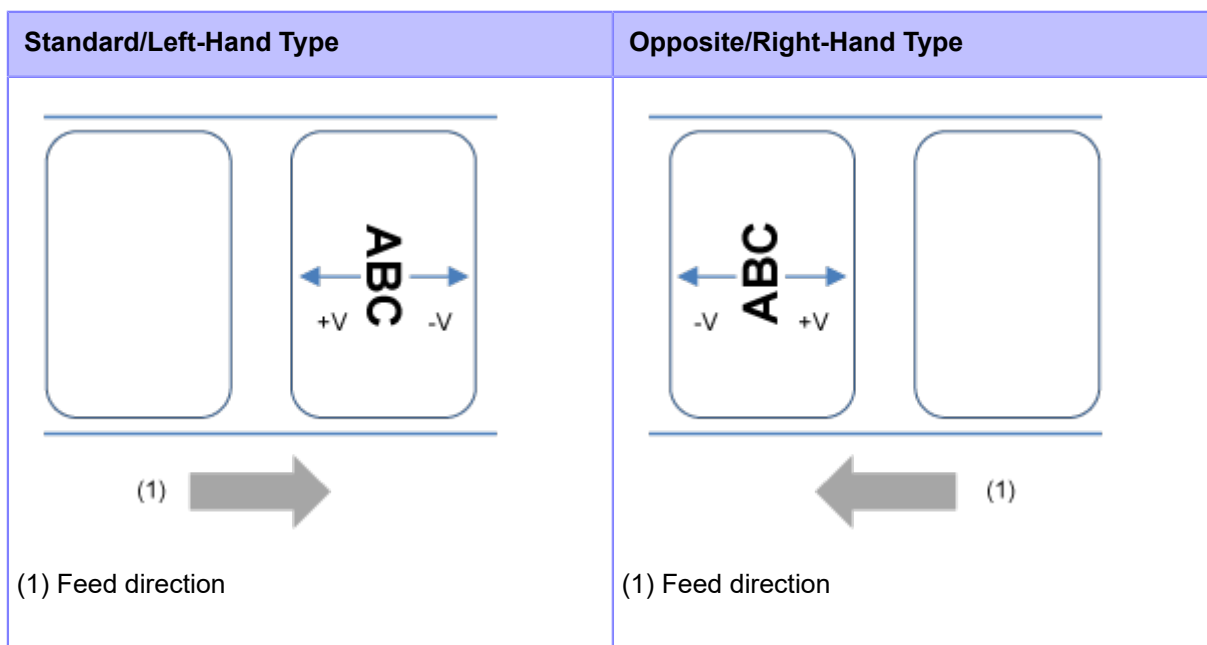 Standard/Left-Hand Type
Opposite/Right-Hand Type
ABC
+V
-V
(1)
(1) Feed direction
ABC
-V
+V
(1)
(1) Feed direction